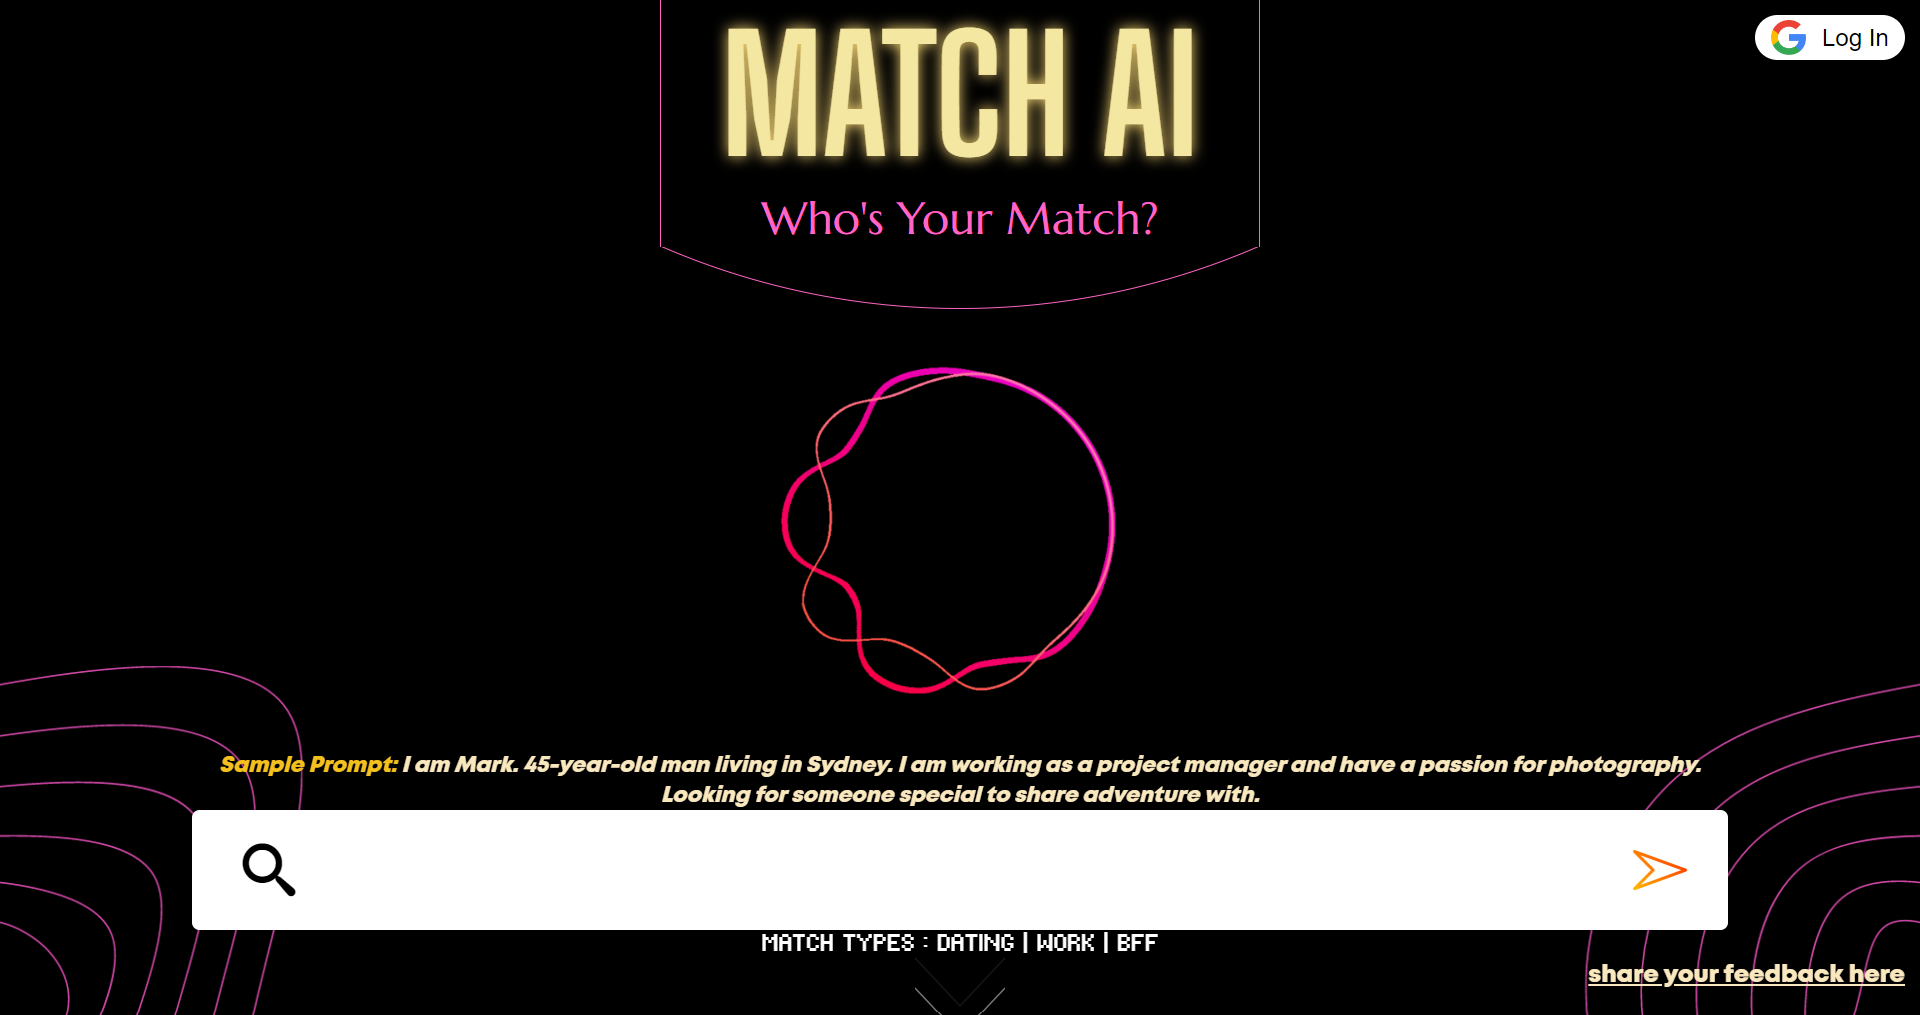 MATCH AI
Log In
Who's Your Match?
Sample Prompt: I am Mark. 45-year-old man living in Sydney. I am working as a project manager and have a passion for photography.
Looking for someone special to share adventure with.
MATCH TYPES : DATING | WORK | BFF
share your feedback here